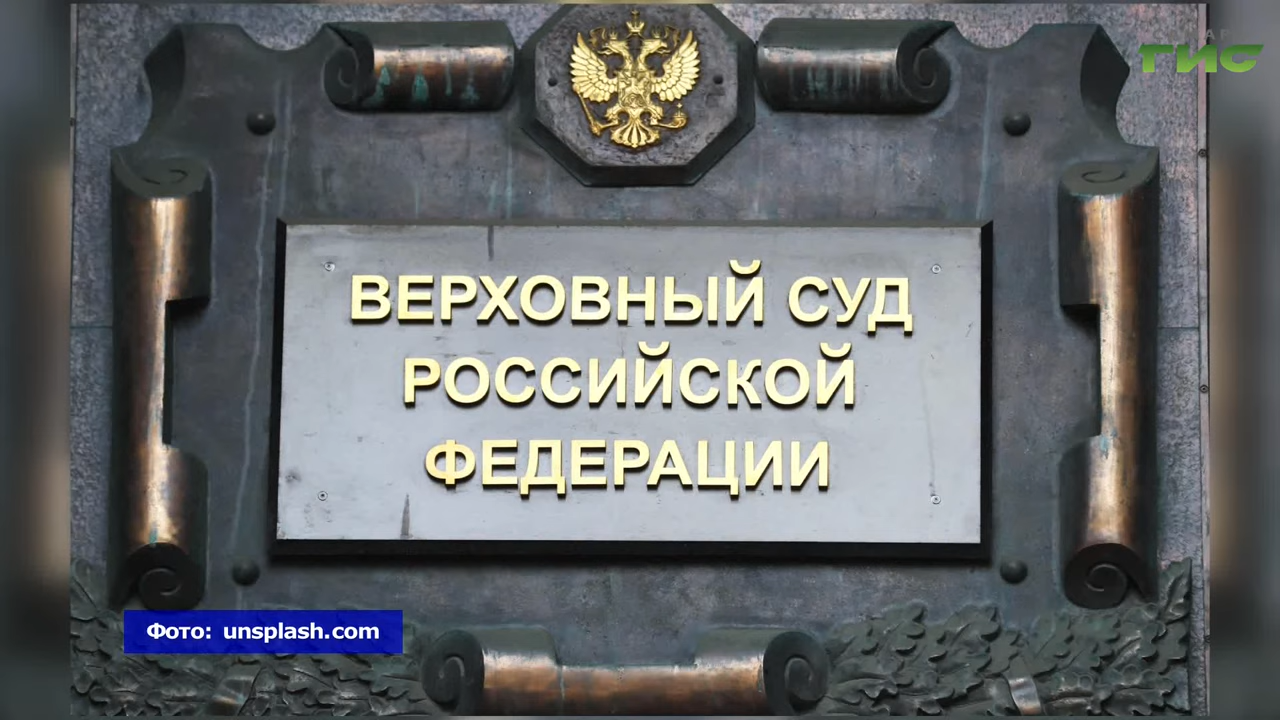 ГИС
ВЕРХОВНЫЙ СУД
РОССИЙСКОЙ
ФЕДЕРАЦИИ
Фото: unsplash.com